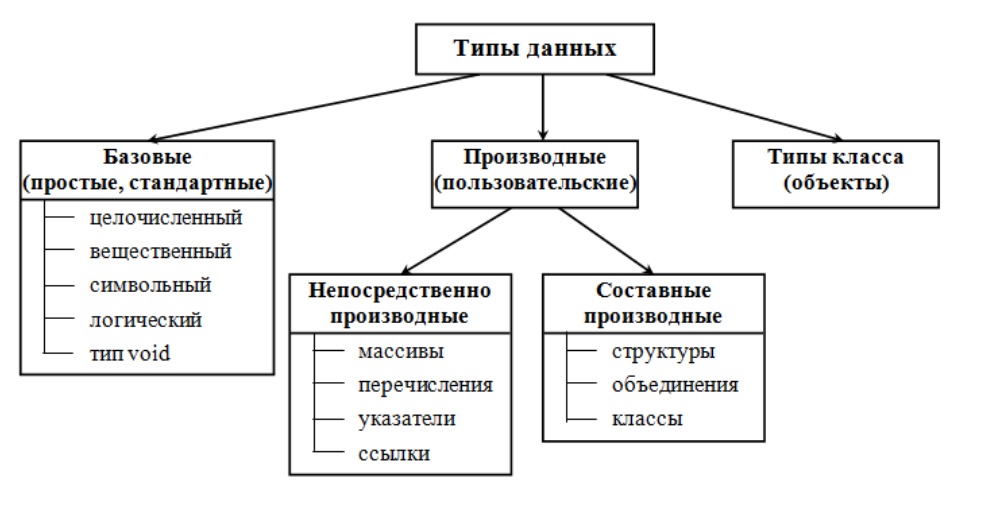 Типы данных
Базовые
(простые, стандартные)
целочисленный
вещественный
символьный
логический
тип void
Производные
(пользовательские)
Типы класса
(объекты)
Непосредственно
производные
массивы
перечисления
указатели
ссылки
Составные
производные
структуры
объединения
классы